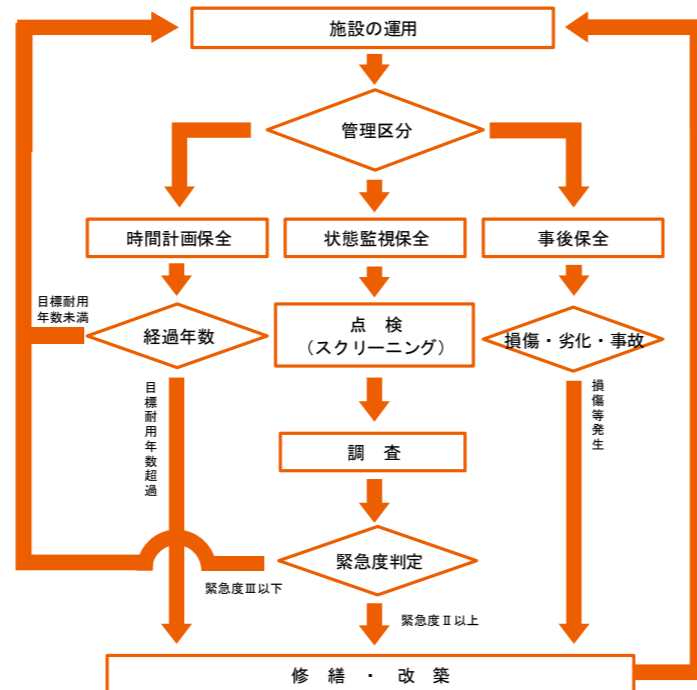 施設の運用
管理区分
時間計画保全
状態監視保全
事後保全
目標耐用
年数未満
経過年数
点　検
（スクリーニング）
損傷・劣化・事故
目標耐用年数超過
損傷等発生
調　査
緊急度判定
緊急度Ⅲ以下
緊急度Ⅱ以上
修　繕　・　改　築